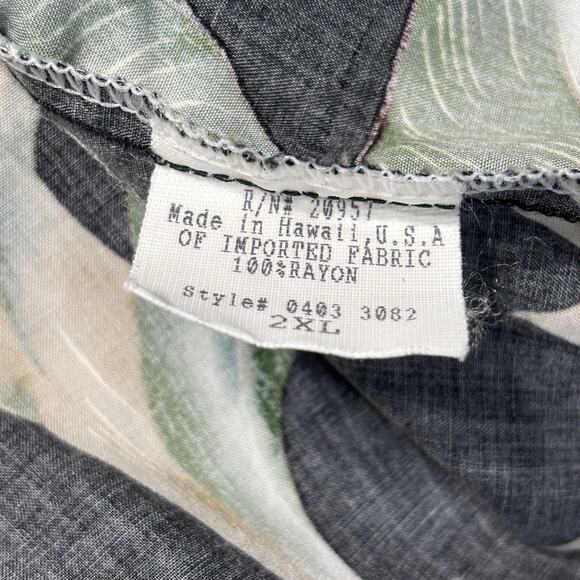 R/N# 20957
Made in Hawaii,U.S.A
OF IMPORTED FABRIC
100%RAYON
Style# 0403 3082
2XL